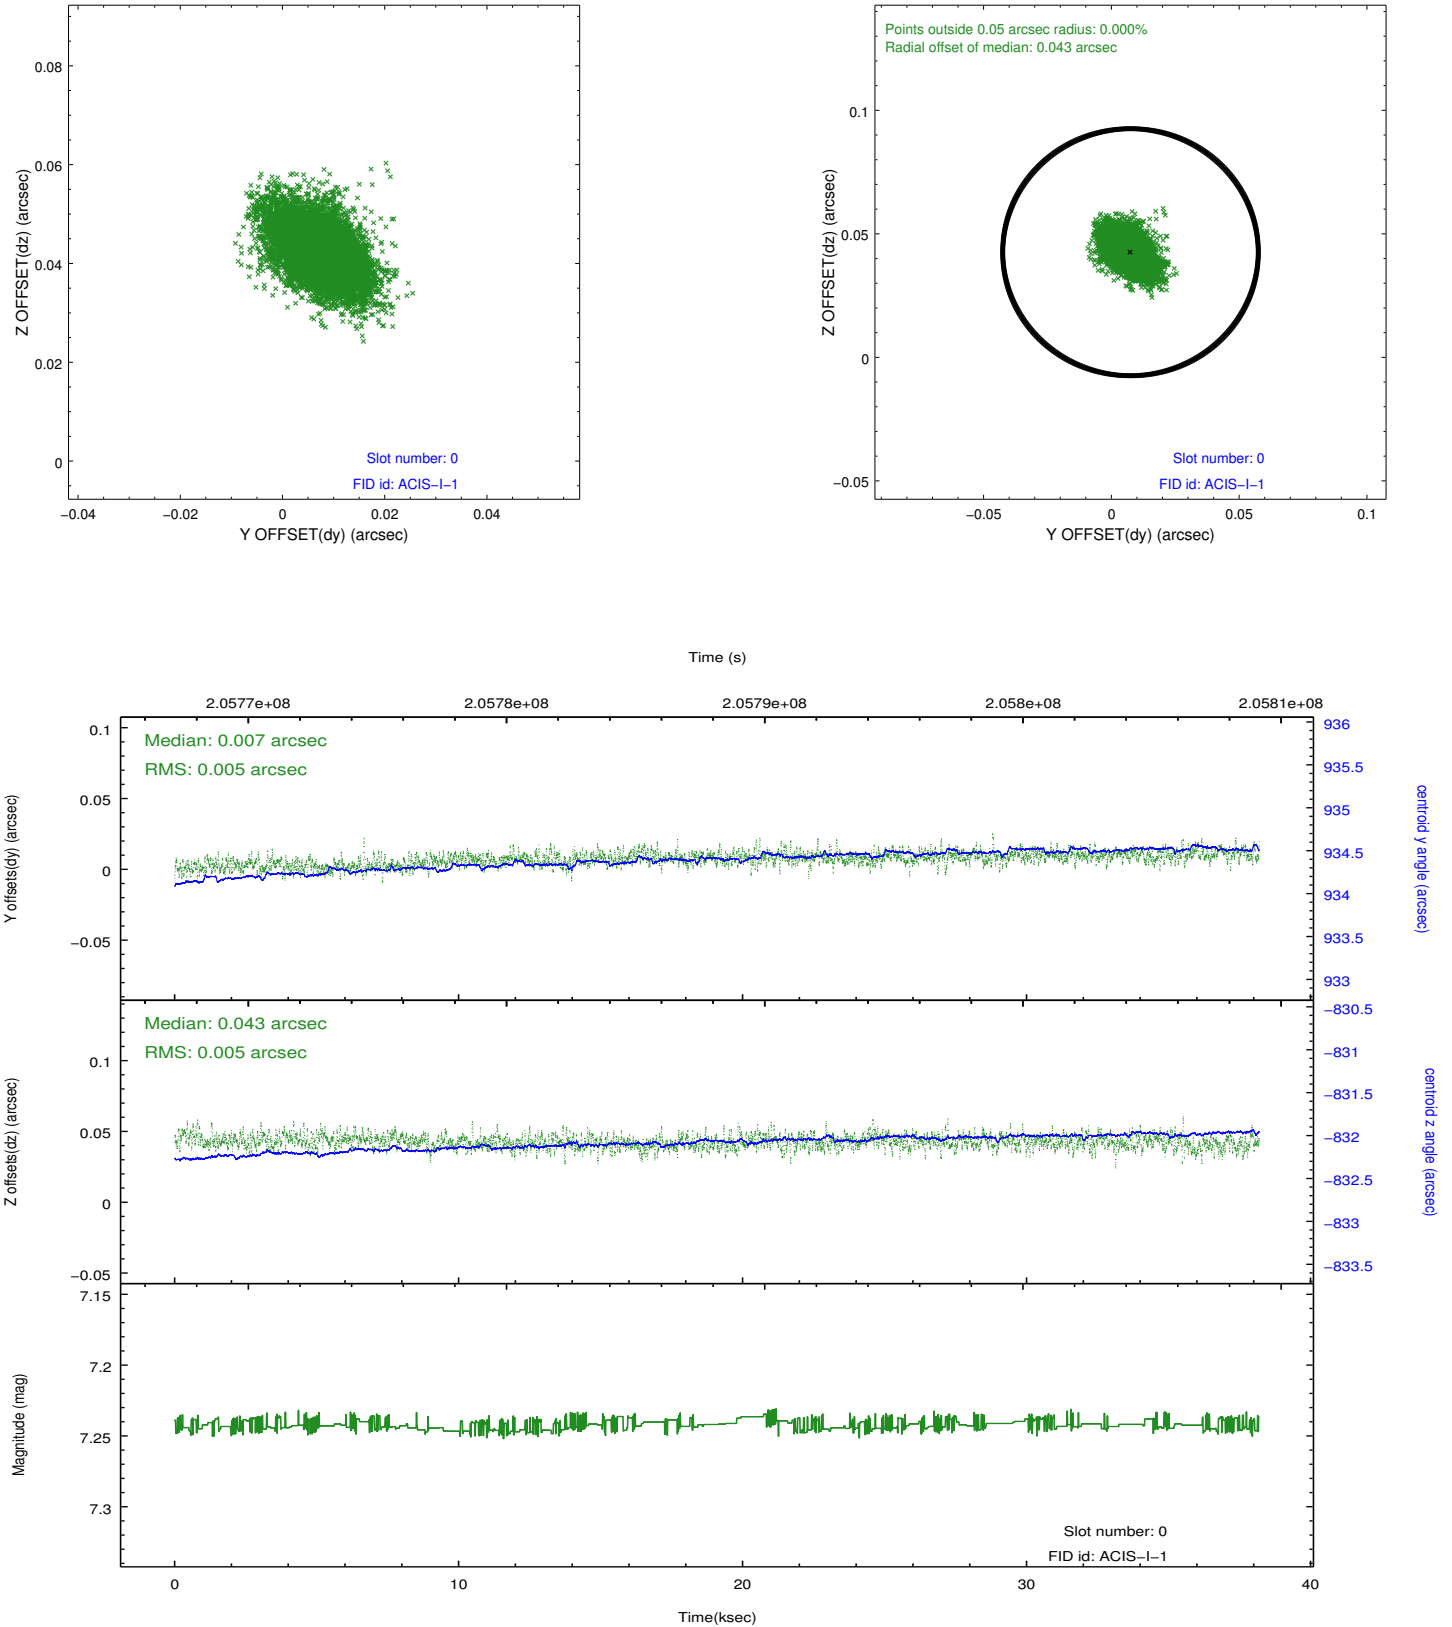 0.08
0.06
0.04
0.02
0
Z OFFSET(dz) (arcsec)
Slot number: 0
FID id: ACIS−I−1
−0.04
−0.02
0
0.02
0.04
Y OFFSET(dy) (arcsec)
Points outside 0.05 arcsec radius: 0.000%
Radial offset of median: 0.043 arcsec
0.1
0.05
0
−0.05
Z OFFSET(dz) (arcsec)
Slot number: 0
FID id: ACIS−I−1
−0.05
0
0.05
0.1
Y OFFSET(dy) (arcsec)
Time (s)
2.0577e+08
2.0578e+08
2.0579e+08
2.058e+08
2.0581e+08
Median: 0.007 arcsec
RMS: 0.005 arcsec
0.1
0.05
0
−0.05
Y offsets(dy) (arcsec)
936
935.5
935
934.5
934
933.5
933
centroid y angle (arcsec)
Median: 0.043 arcsec
RMS: 0.005 arcsec
0.1
0.05
0
−0.05
Z offsets(dz) (arcsec)
−830.5
−831
−831.5
−832
−832.5
−833
−833.5
centroid z angle (arcsec)
7.15
7.2
7.25
7.3
Magnitude (mag)
Slot number: 0
FID id: ACIS−I−1
0
10
20
30
40
Time(ksec)